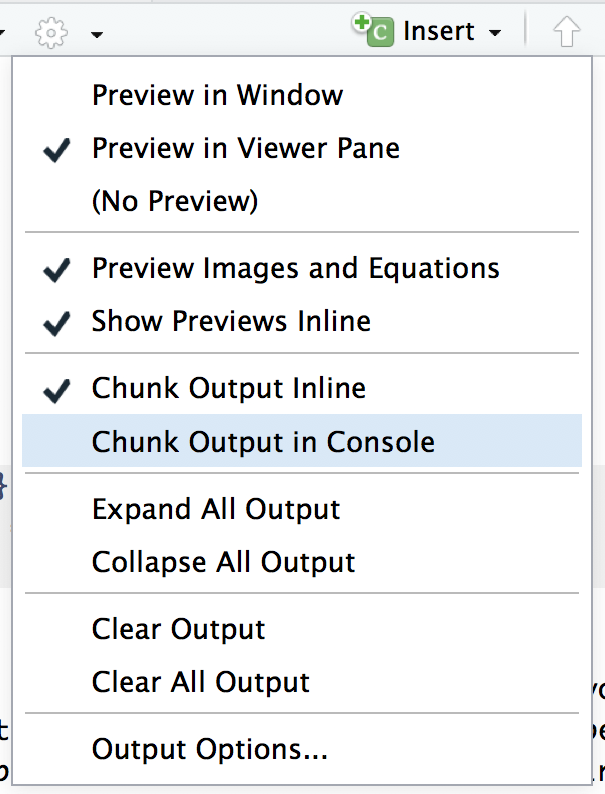 C Insert
Preview in Window
Preview in Viewer Pane
(No Preview)
Preview Images and Equations
Show Previews Inline
Chunk Output Inline
Chunk Output in Console
}
Expand All Output
Collapse All Output
Clear Output
Clear All Output
Output Options...